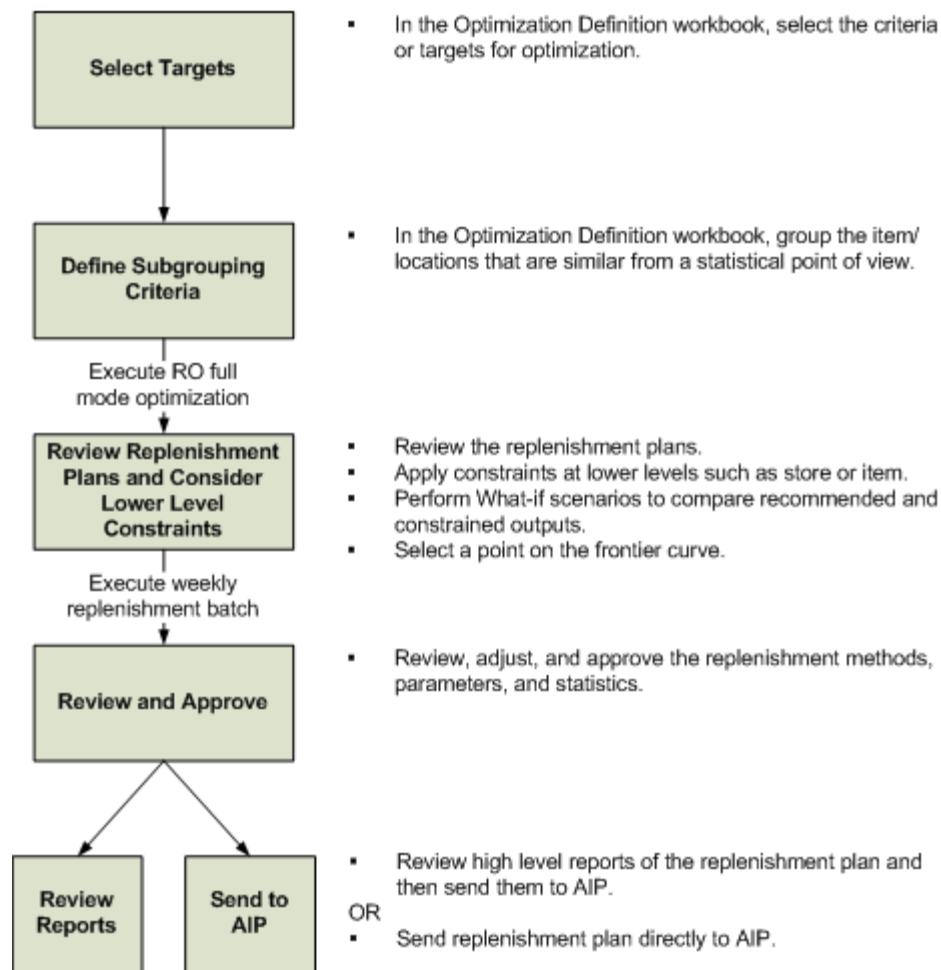 Select Targets
▪ In the Optimization Definition workbook, select the criteria
or targets for optimization.
Define Subgrouping
Criteria
▪ In the Optimization Definition workbook, group the item/
locations that are similar from a statistical point of view.
Execute RO full
mode optimization
Review Replenishment
Plans and Consider
Lower Level
Constraints
▪ Review the replenishment plans.
▪ Apply constraints at lower levels such as store or item.
▪ Perform What-if scenarios to compare recommended and
constrained outputs.
▪ Select a point on the frontier curve.
Execute weekly
replenishment batch
Review and Approve
▪ Review, adjust, and approve the replenishment methods,
parameters, and statistics.
Review
Reports
Send to
AIP
▪ Review high level reports of the replenishment plan and
then send them to AIP.
OR
▪ Send replenishment plan directly to AIP.